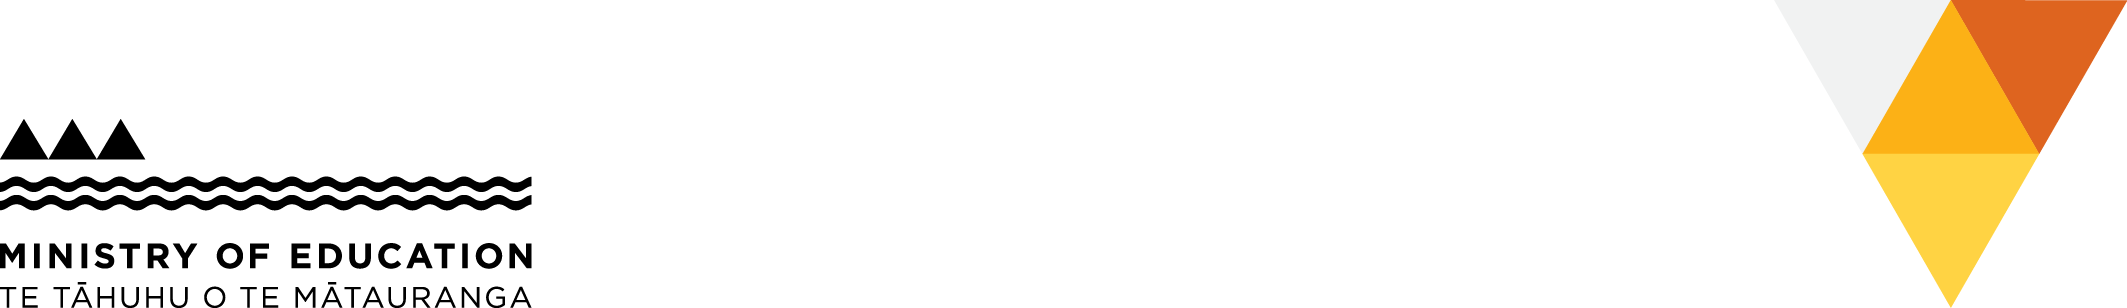 MINISTRY OF EDUCATION
TE TĀHUHU O TE MĀTAURANGA